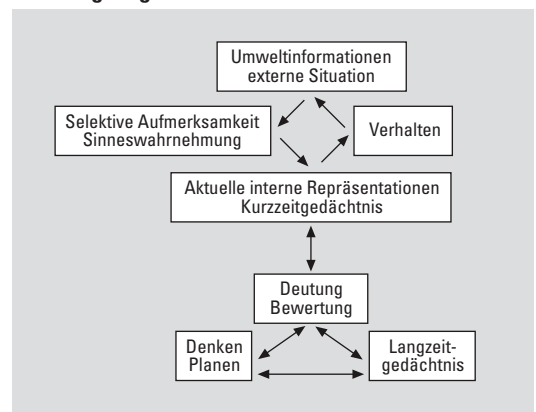 Umweltinformationen
externe Situation
Selektive Aufmerksamkeit
Sinneswahrnehmung
Verhalten
Aktuelle interne Repräsentationen
Kurzzeitgedächtnis
Deutung
Bewertung
Denken
Planen
Langzeit-
gedächtnis